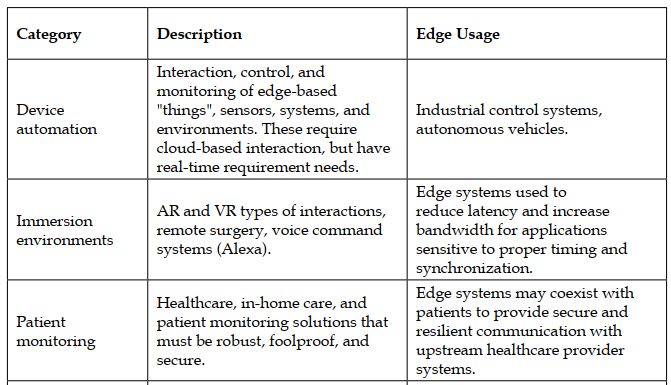 Category
Description
Edge Usage
Device
automation
Interaction, control, and
monitoring of edge-based
"things", sensors, systems, and
environments. These require
cloud-based interaction, but have
real-time requirement needs.
Industrial control systems,
autonomous vehicles.
Immersion
environments
AR and VR types of interactions,
remote surgery, voice command
systems (Alexa).
Edge systems used to
reduce latency and increase
bandwidth for applications
sensitive to proper timing and
synchronization.
Patient
monitoring
Healthcare, in-home care, and
patient monitoring solutions that
must be robust, foolproof, and
secure.
Edge systems may coexist with
patients to provide secure and
resilient communication with
upstream healthcare provider
systems.